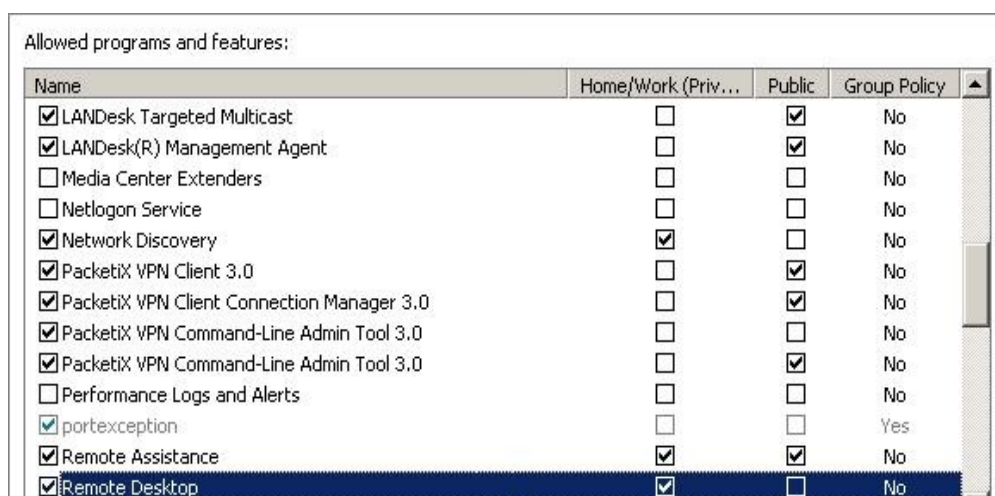 Allowed programs and features:
Name Home/Work (Priv... Public Group Policy
LANDesk Targeted Multicast No
LANDesk(R) Management Agent No
Media Center Extenders No
Netlogon Service No
Network Discovery No
PacketiX VPN Client 3.0 No
PacketiX VPN Client Connection Manager 3.0 No
PacketiX VPN Command-Line Admin Tool 3.0 No
PacketiX VPN Command-Line Admin Tool 3.0 No
Performance Logs and Alerts No
portexception Yes
Remote Assistance No
Remote Desktop No